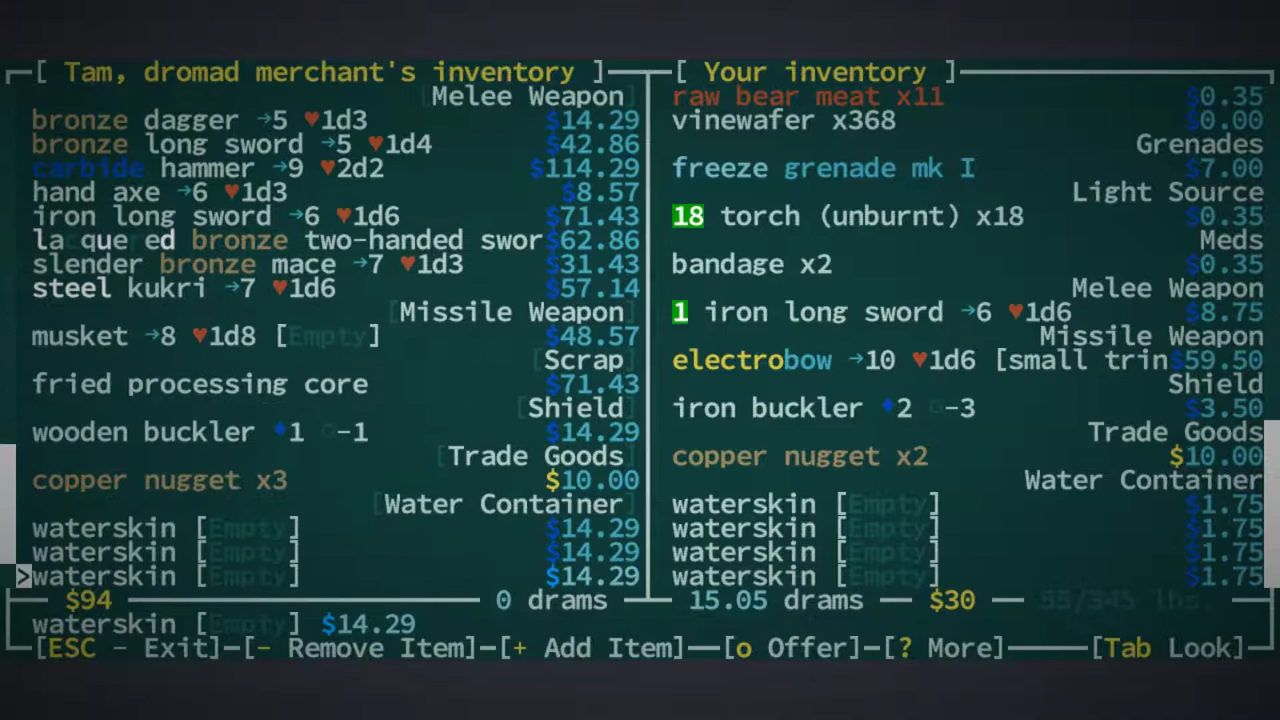 [ Tam, dromad merchant's inventory ]
[Melee Weapon]
bronze dagger →5 ♥1d3 $14.29
bronze long sword →5 ♥1d4 $42.86
carbide hammer →9 ♥2d2 $114.29
hand axe →6 ♥1d3 $8.57
iron long sword →6 ♥1d6 $71.43
la que ed bronze two-handed swor $62.86
slender bronze mace →7 ♥1d3 $31.43
steel kukri →7 ♥1d6 $57.14
[Missile Weapon]
musket →8 ♥1d8 [Empty] $48.57
[Scrap]
fried processing core $71.43
[Shield]
wooden buckler ♦1 ○-1 $14.29
[Trade Goods]
copper nugget x3 $10.00
[Water Container]
waterskin [Empty] $14.29
waterskin [Empty] $14.29
>waterskin [Empty] $14.29
[ Your inventory ]
raw bear meat x11 $0.35
vinewafer x368 $0.00
Grenades
freeze grenade mk I $7.00
Light Source
18 torch (unburnt) x18 $0.35
Meds
bandage x2 $0.35
Melee Weapon
1 iron long sword →6 ♥1d6 $8.75
Missile Weapon
electrobow →10 ♥1d6 [small trin $59.50
Shield
iron buckler ♦2 ○-3 $3.50
Trade Goods
copper nugget x2 $10.00
Water Container
waterskin [Empty] $1.75
waterskin [Empty] $1.75
waterskin [Empty] $1.75
waterskin [Empty] $1.75
$94 0 drams 15.05 drams $30 55/345 lbs.
waterskin [Empty] $14.29
[ESC - Exit] [- Remove Item] [+ Add Item] [o Offer] [? More] [Tab Look]